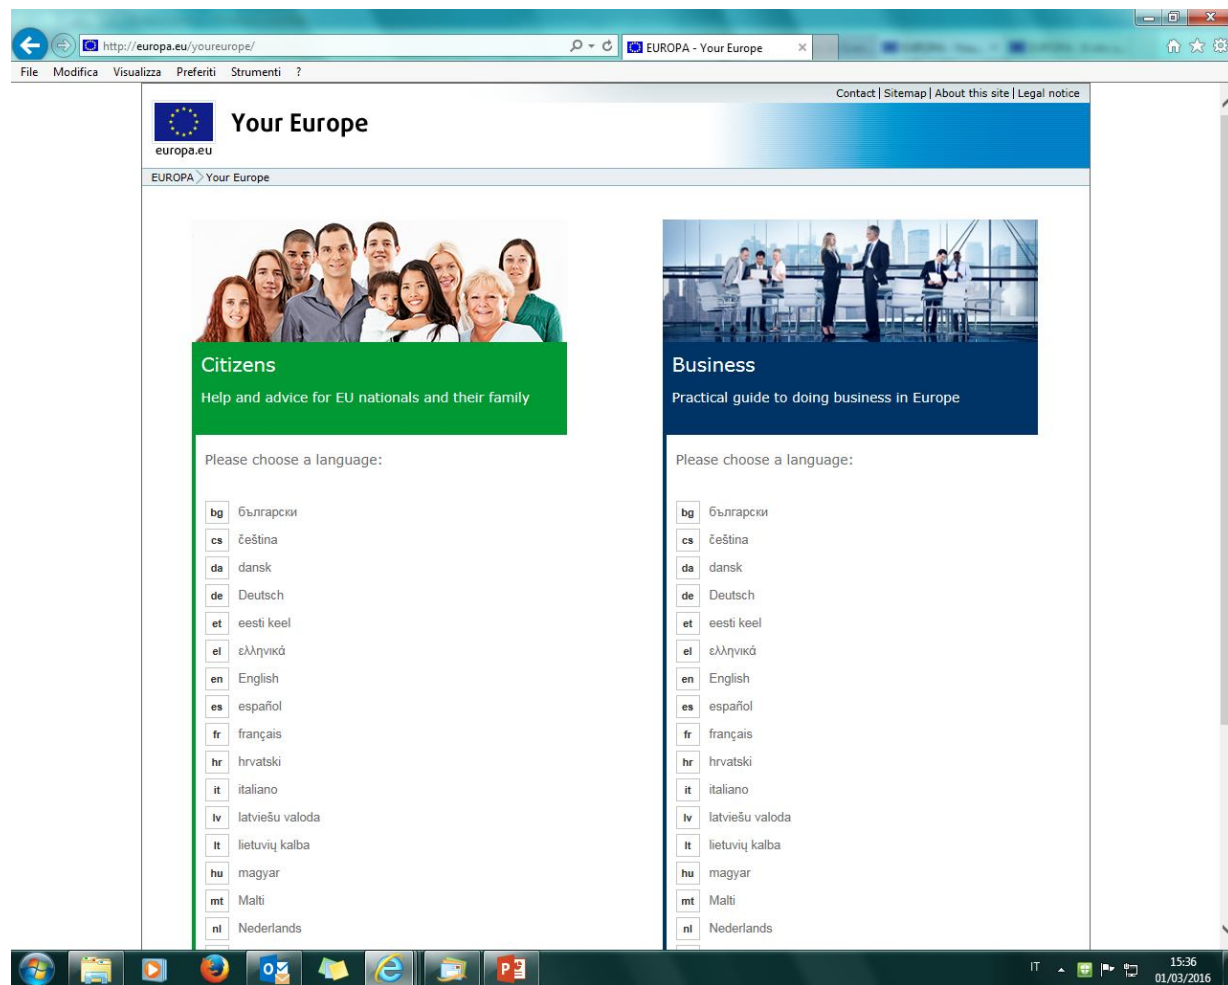 http://europa.eu/youreurope/
EUROPA - Your Europe
File Modifica Visualizza Preferiti Strumenti ?
Contact | Sitemap | About this site | Legal notice
Your Europe
europa.eu
EUROPA Your Europe
Citizens
Help and advice for EU nationals and their family
Please choose a language:
bg български
cs čeština
da dansk
de Deutsch
et eesti keel
el ελληνικά
en English
es español
fr français
hr hrvatski
it italiano
lv latviešu valoda
lt lietuvių kalba
hu magyar
mt Malti
nl Nederlands
Business
Practical guide to doing business in Europe
Please choose a language:
bg български
cs čeština
da dansk
de Deutsch
et eesti keel
el ελληνικά
en English
es español
fr français
hr hrvatski
it italiano
lv latviešu valoda
lt lietuvių kalba
hu magyar
mt Malti
nl Nederlands
IT
15:36
01/03/2016